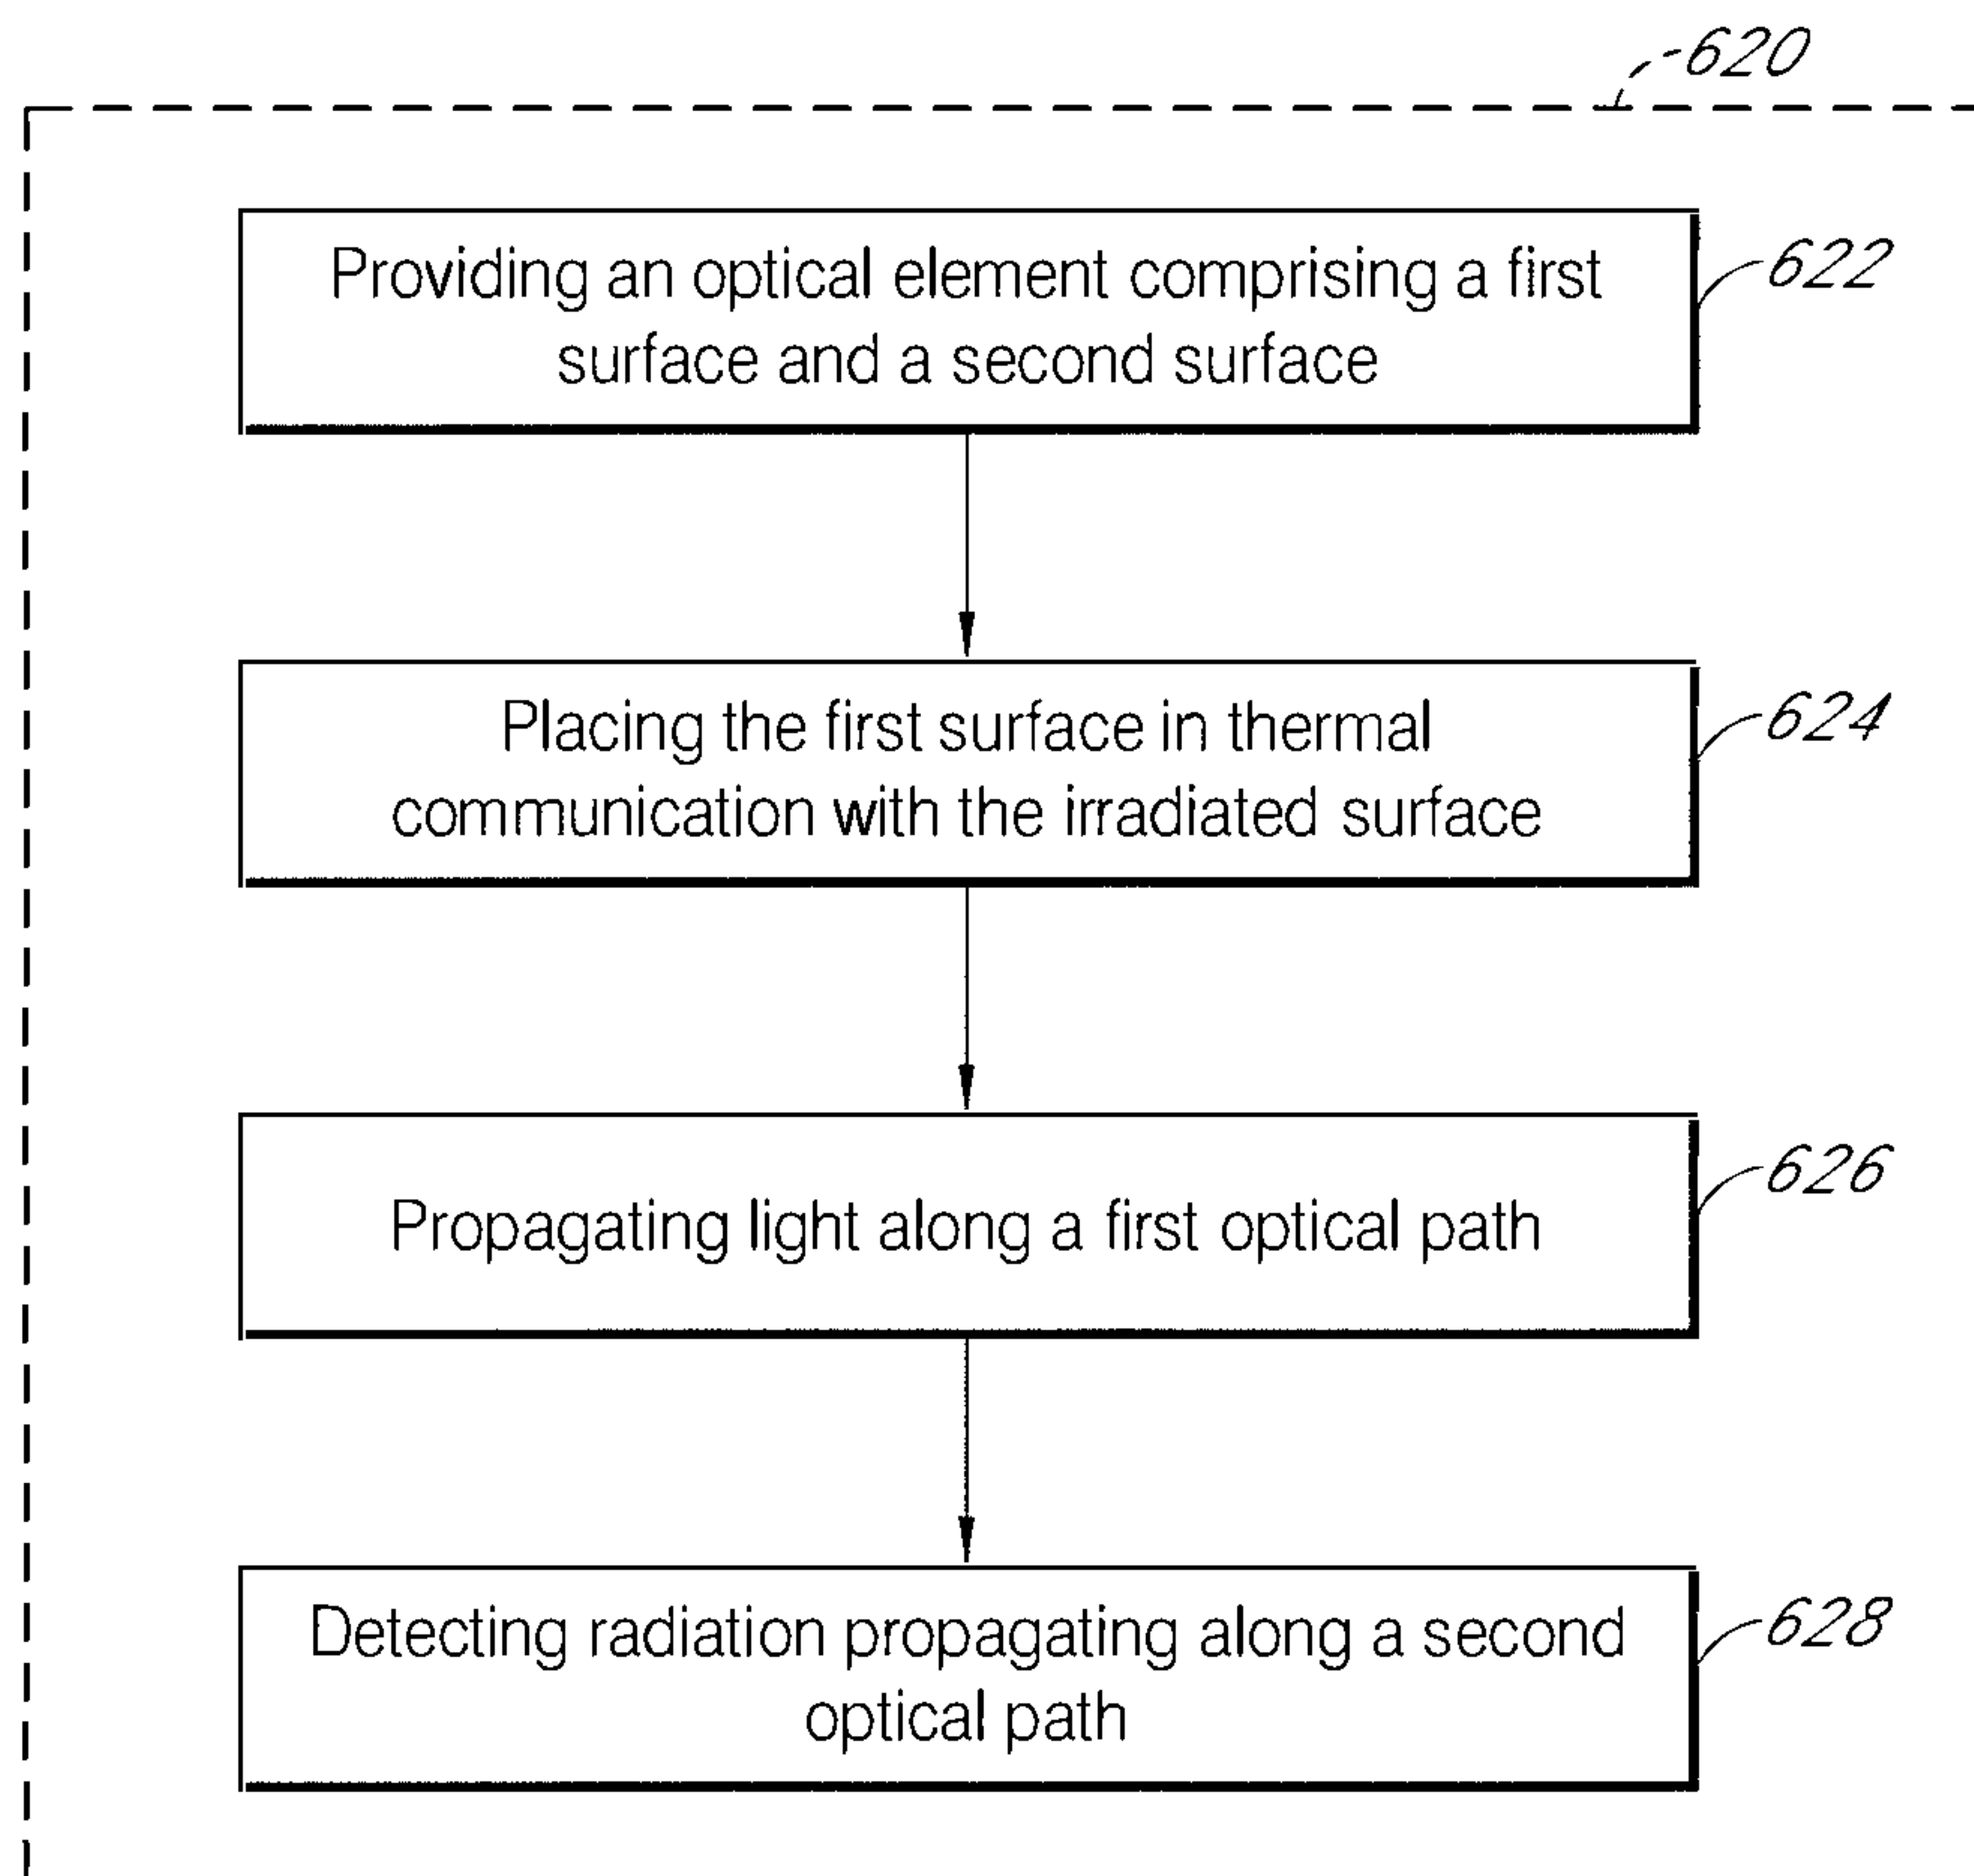 620
Providing an optical element comprising a first
surface and a second surface
622
Placing the first surface in thermal
communication with the irradiated surface
624
Propagating light along a first optical path
626
Detecting radiation propagating along a second
optical path
628